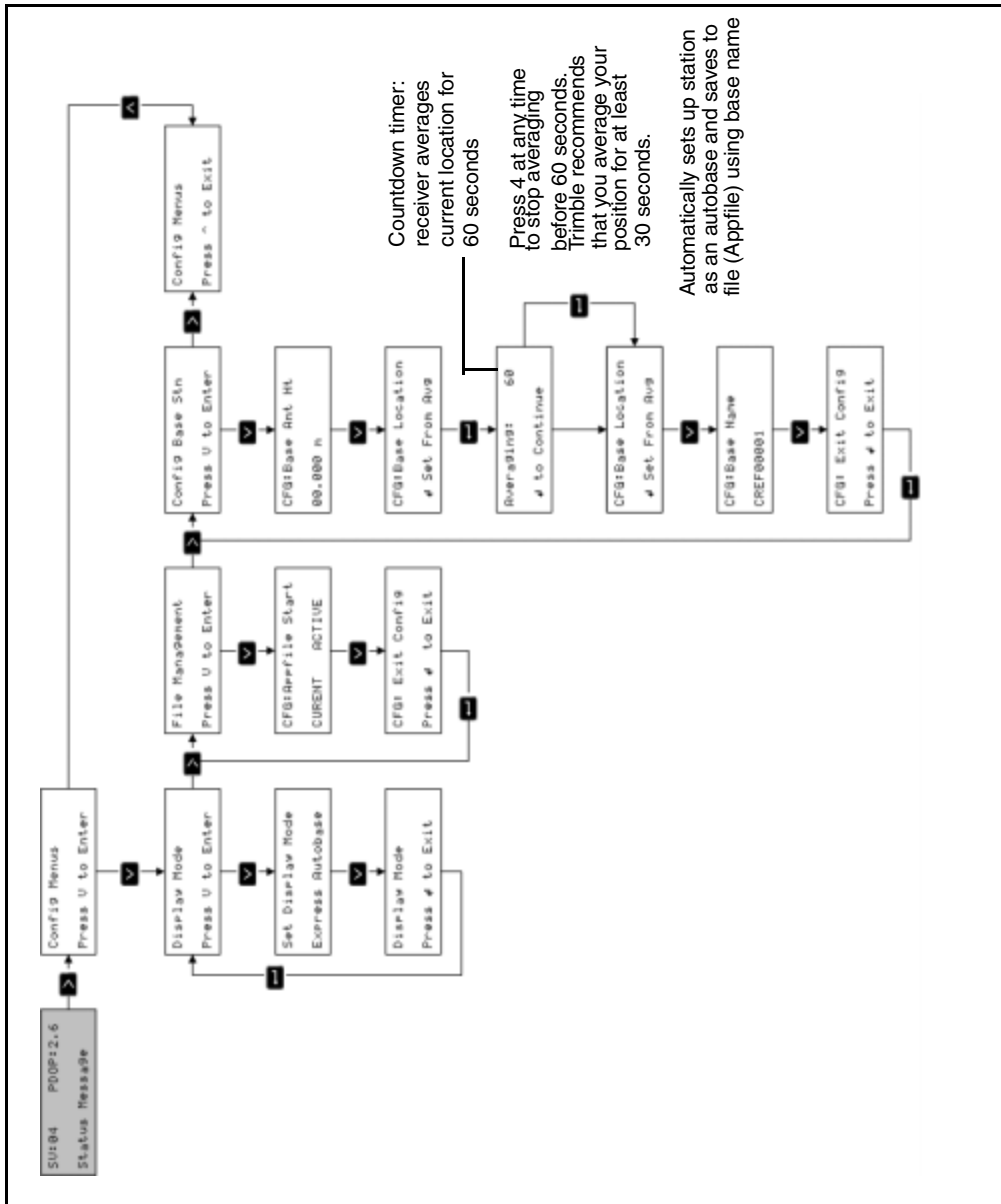 SV:04 PDOP:2.6
Status Message
Config Menus
Press V to Enter
Display Mode
Press V to Enter
Set Display Mode
Express Autobase
Display Mode
Press ↲ to Exit
File Management
Press V to Enter
CFG:Appfile Start
CURENT ACTIVE
CFG: Exit Config
Press ↲ to Exit
Config Base Stn
Press V to Enter
CFG:Base Ant Ht
00.000 m
CFG:Base Location
↲ Set From Avg
Averaging: 60
↲ to Continue
CFG:Base Location
↲ Set From Avg
CFG:Base Name
CREF00001
CFG: Exit Config
Press ↲ to Exit
Config Menus
Press ^ to Exit
Countdown timer:
receiver averages
current location for
60 seconds
Press 4 at any time
to stop averaging
before 60 seconds.
Trimble recommends
that you average your
position for at least
30 seconds.
Automatically sets up station
as an autobase and saves to
file (Appfile) using base name